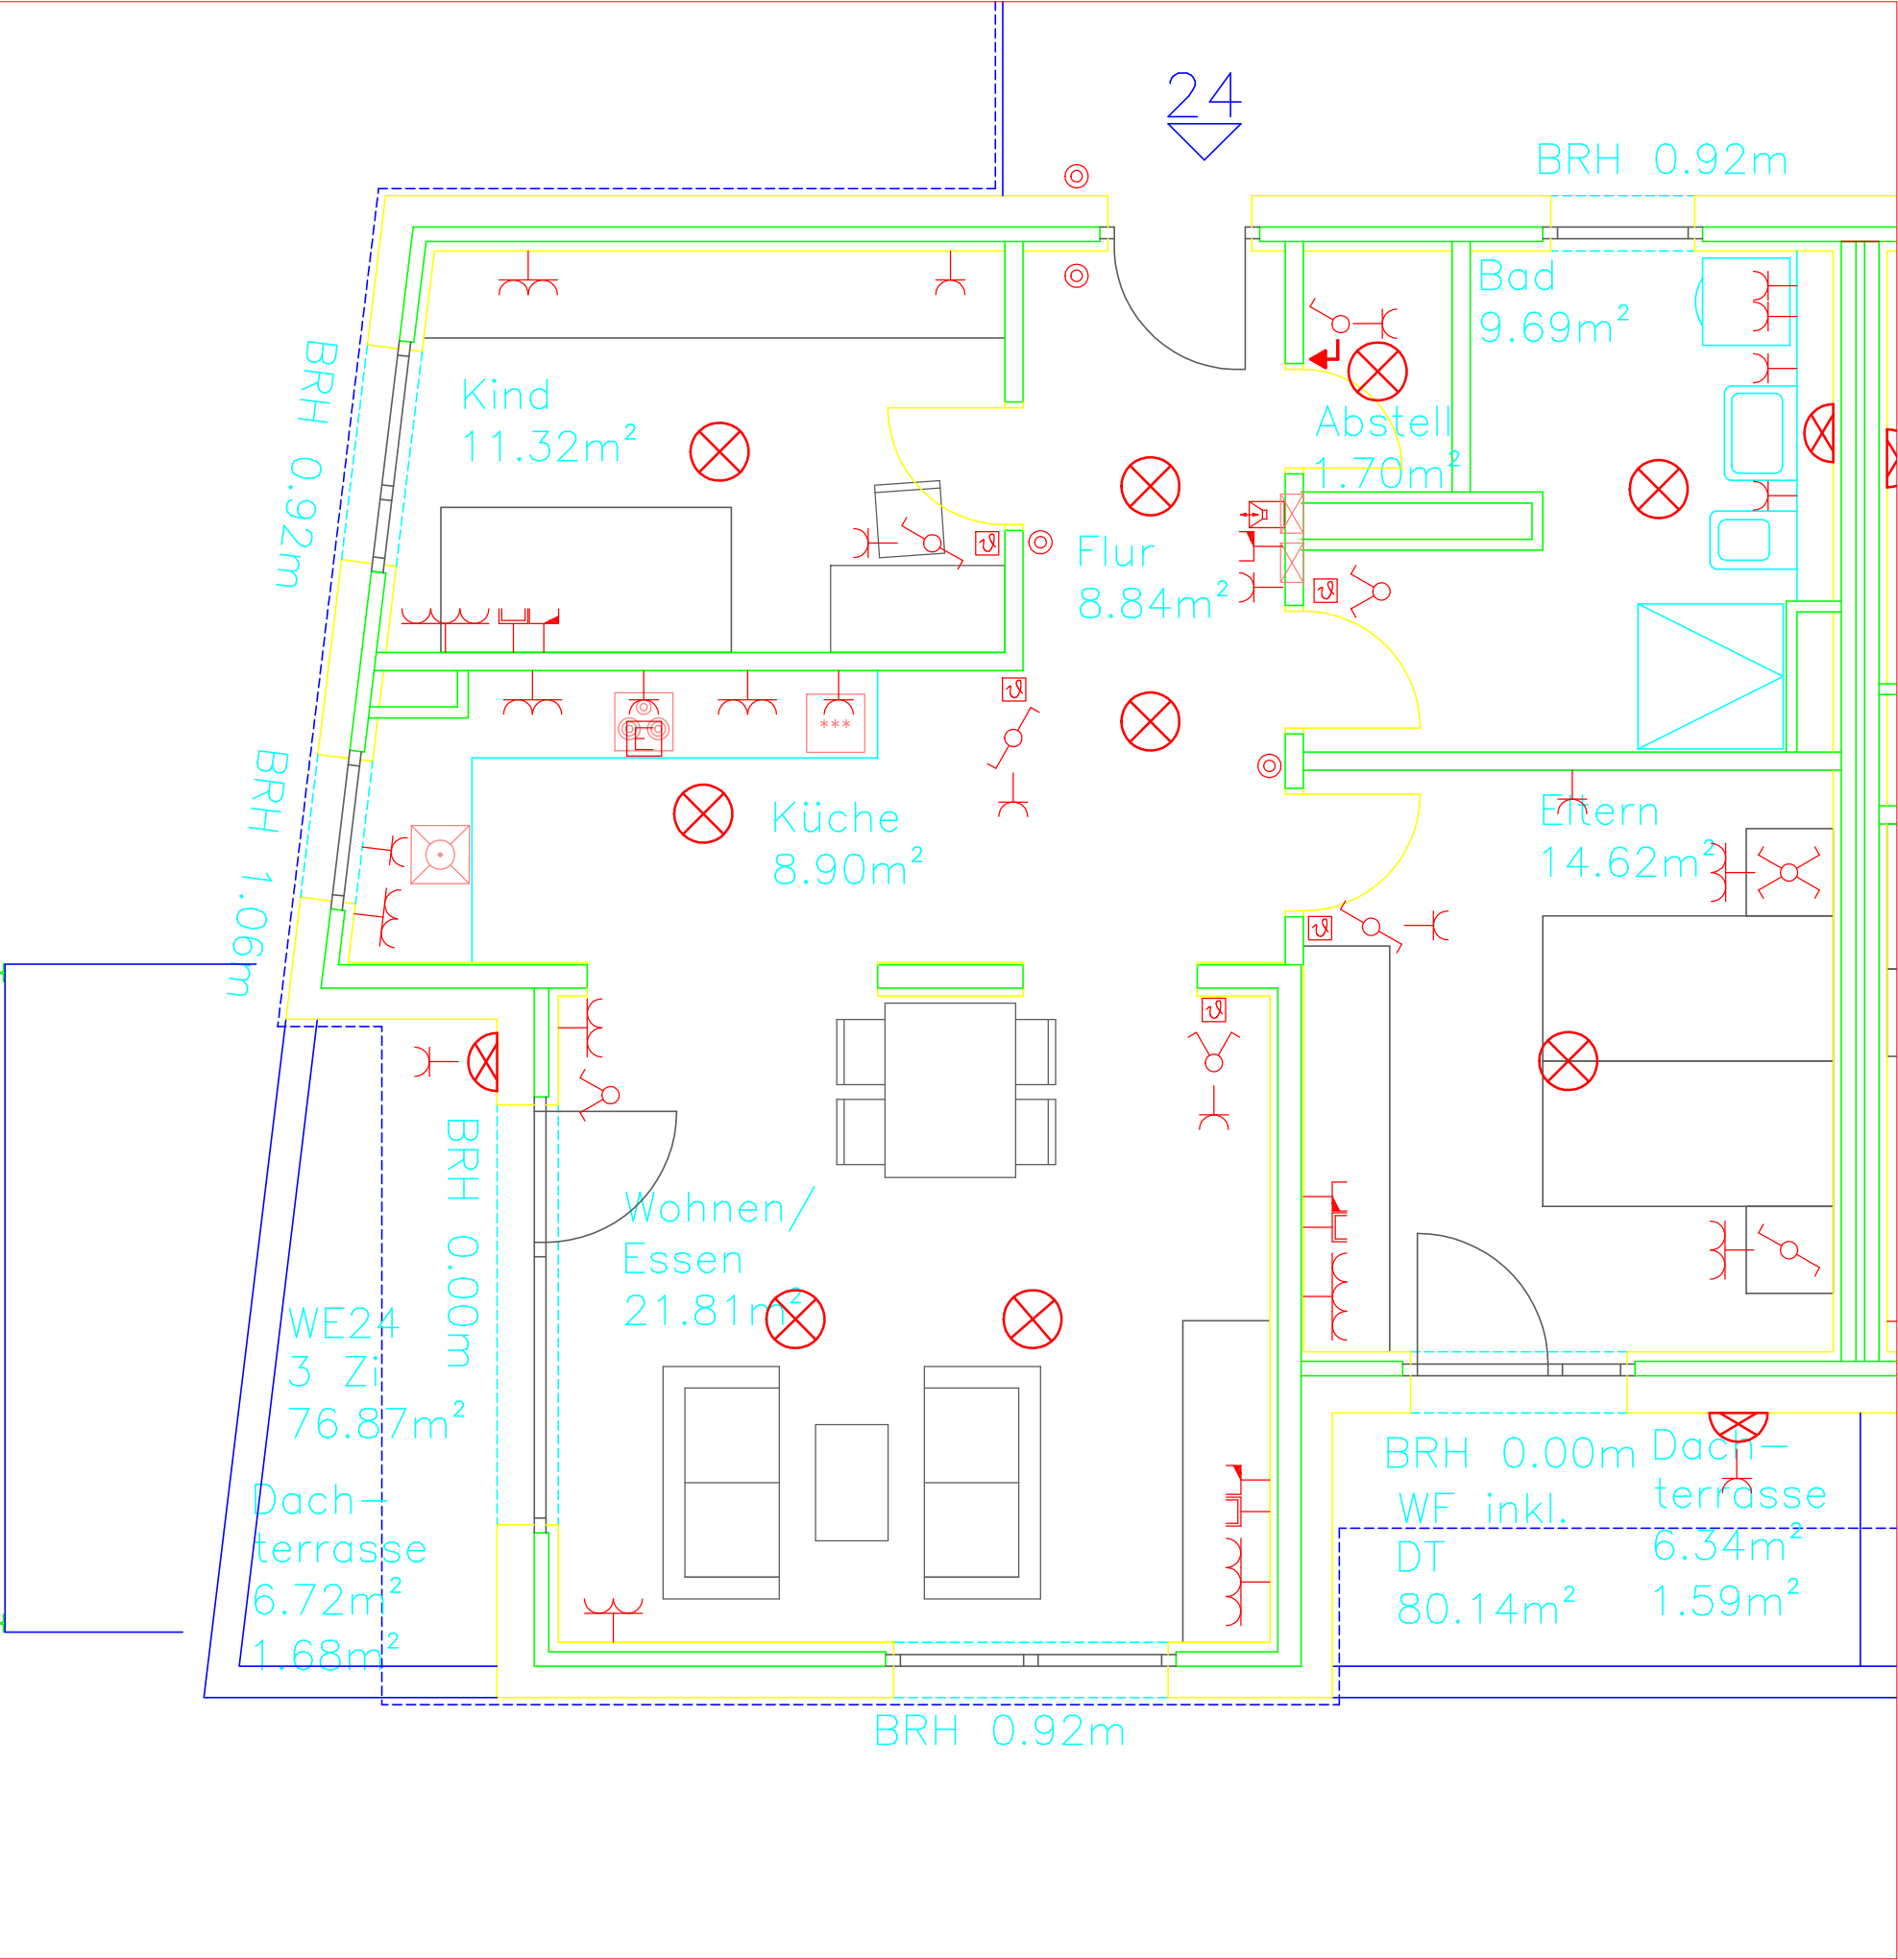 24
BRH 0.92m
Bad
9.69m²
Kind
11.32m²
BRH 0.92m
Abstell
1.70m²
Flur
8.84m²
ϑ
ϑ
ϑ
***
E
BRH 1.06m
Küche
8.90m²
Eltern
14.62m²
ϑ
ϑ
BRH 0.00m
Wohnen/
Essen
21.81m²
WE24
3 Zi.
76.87m²
Dach-
terrasse
6.72m²
1.68m²
BRH 0.00m
WF inkl.
DT
80.14m²
Dach-
terrasse
6.34m²
1.59m²
BRH 0.92m